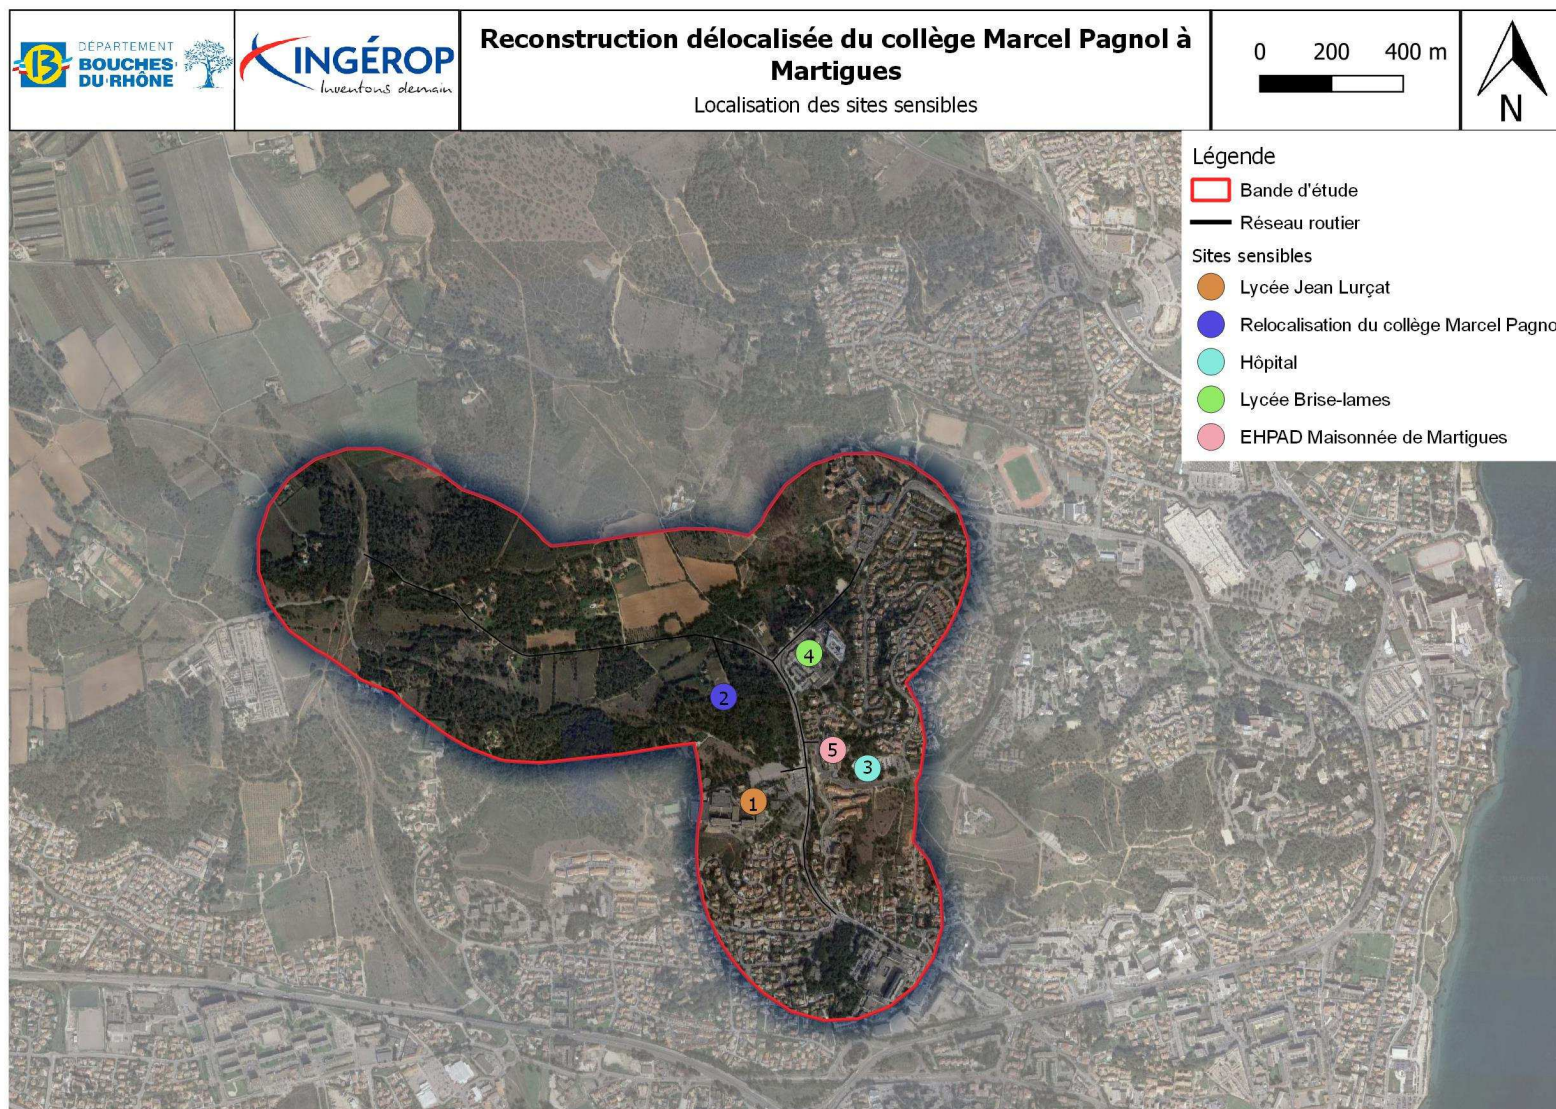 DÉPARTEMENT
BOUCHES
DU RHÔNE
13
INGÉROP
Inventons demain
Reconstruction délocalisée du collège Marcel Pagnol à
Martigues
Localisation des sites sensibles
0 200 400 m
N
Légende
Bande d'étude
Réseau routier
Sites sensibles
Lycée Jean Lurçat
Relocalisation du collège Marcel Pagno
Hôpital
Lycée Brise-lames
EHPAD Maisonnée de Martigues
4
2
5
3
1